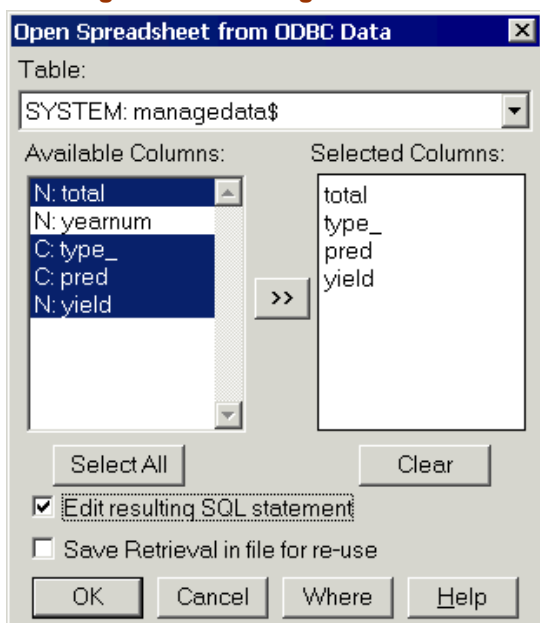 Open Spreadsheet from ODBC Data
Table:
SYSTEM: managedata$
Available Columns:
Selected Columns:
N: total
N: yearnum
C: type_
C: pred
N: yield
>>
total
type_
pred
yield
Select All
Clear
Edit resulting SQL statement
Save Retrieval in file for re-use
OK
Cancel
Where
Help